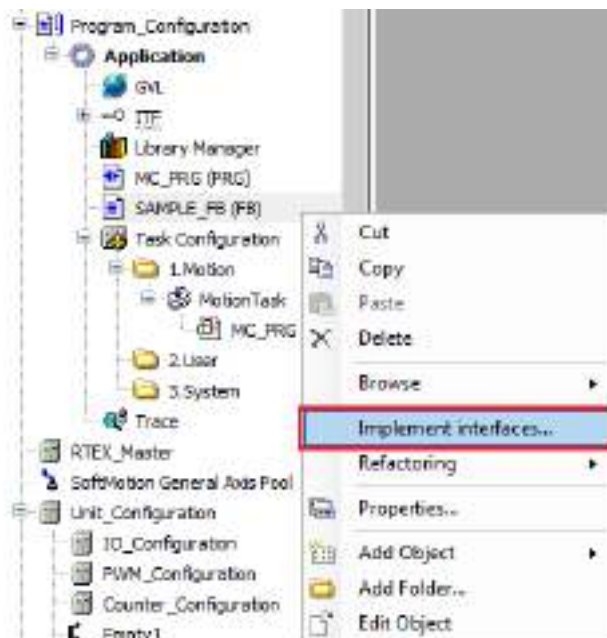 Program_Configuration
Application
GVL
ITF
Library Manager
MC_PRG (PRG)
SAMPLE_FB (FB)
Task Configuration
1.Motion
MotionTask
MC_PRG
2.User
3.System
Trace
RTEX_Master
SoftMotion General Axis Pool
Unit_Configuration
IO_Configuration
PWM_Configuration
Counter_Configuration
Empty1
Cut
Copy
Paste
Delete
Browse
Implement interfaces...
Refactoring
Properties...
Add Object
Add Folder...
Edit Object